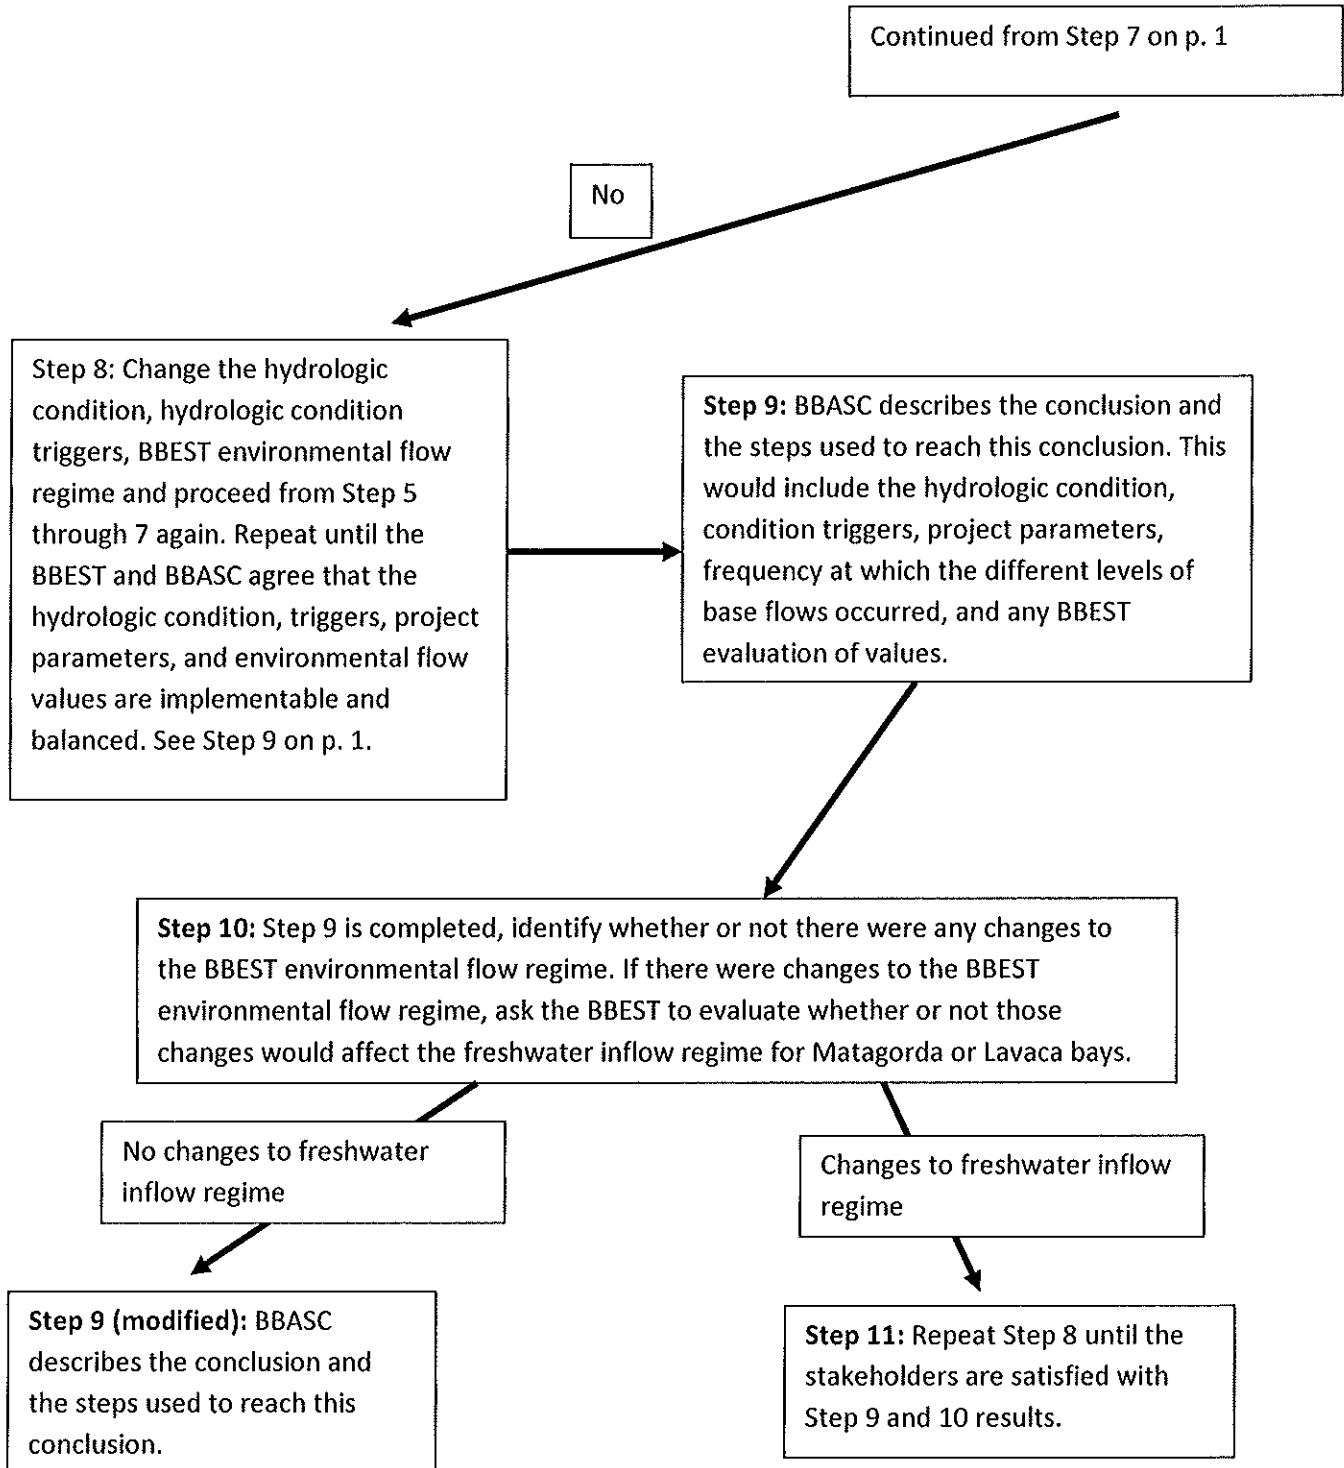 Continued from Step 7 on p. 1
No
Step 8: Change the hydrologic
condition, hydrologic condition
triggers, BBEST environmental flow
regime and proceed from Step 5
through 7 again. Repeat until the
BBEST and BBASC agree that the
hydrologic condition, triggers, project
parameters, and environmental flow
values are implementable and
balanced. See Step 9 on p. 1.
Step 9: BBASC describes the conclusion and
the steps used to reach this conclusion. This
would include the hydrologic condition,
condition triggers, project parameters,
frequency at which the different levels of
base flows occurred, and any BBEST
evaluation of values.
Step 10: Step 9 is completed, identify whether or not there were any changes to
the BBEST environmental flow regime. If there were changes to the BBEST
environmental flow regime, ask the BBEST to evaluate whether or not those
changes would affect the freshwater inflow regime for Matagorda or Lavaca bays.
No changes to freshwater
inflow regime
Changes to freshwater inflow
regime
Step 9 (modified): BBASC
describes the conclusion and
the steps used to reach this
conclusion.
Step 11: Repeat Step 8 until the
stakeholders are satisfied with
Step 9 and 10 results.